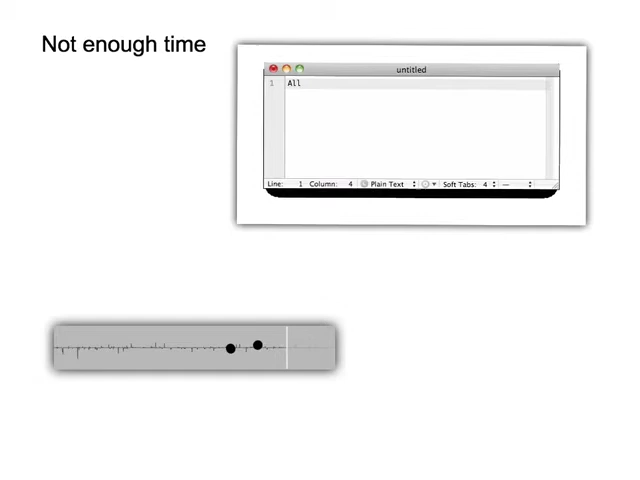 Not enough time
untitled
1 All
Line: 1 Column: 4 Plain Text Soft Tabs: 4 —